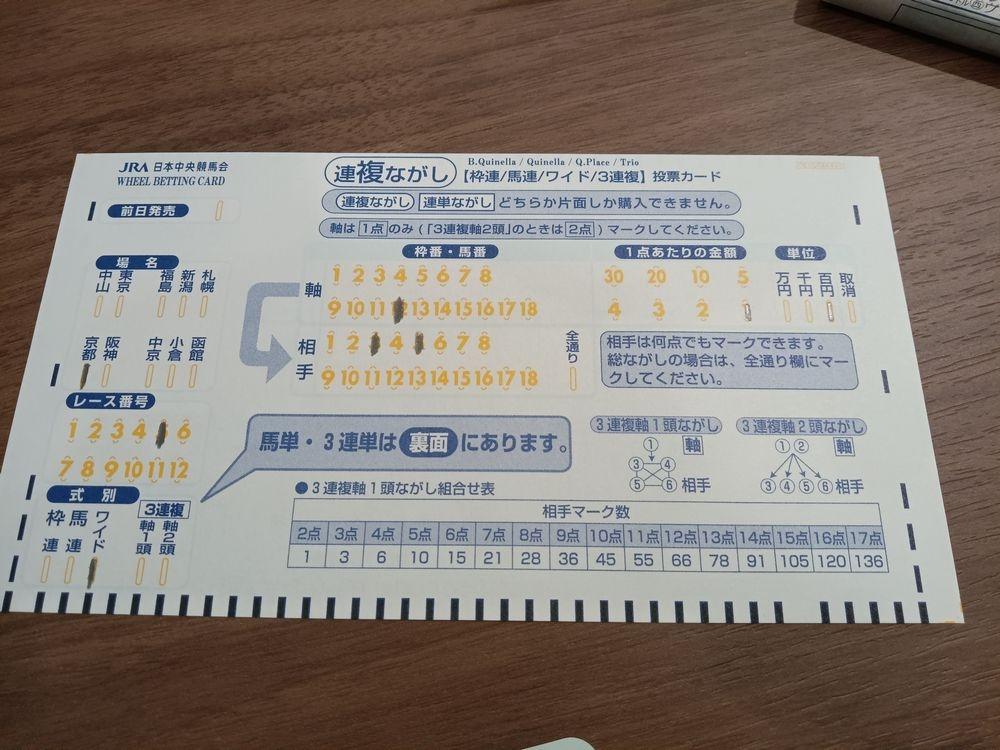 JRA 日本中央競馬会
WHEEL BETTING CARD
連複ながし
B.Quinella / Quinella / Q.Place / Trio
【枠連/馬連/ワイド/3連複】投票カード
連複ながし 連単ながし どちらか片面しか購入できません。
軸は 1点 のみ(「3連複軸2頭」のときは 2点 )マークしてください。
前日発売
場名
中山 東京 福島 新潟 札幌
京都 阪神 中京 小倉 函館
レース番号
1 2 3 4 6
7 8 9 10 11 12
式別
枠連 馬連 ワイド
3連複
軸1頭 軸2頭
枠番・馬番
軸
1 2 3 4 5 6 7 8
9 10 11 12 13 14 15 16 17 18
相手
1 2 3 4 5 6 7 8
9 10 11 12 13 14 15 16 17 18
全通り
1点あたりの金額
30 20 10 5
4 3 2
単位
万円 千円 百円 取消
相手は何点でもマークできます。
総ながしの場合は、全通り欄にマー
クしてください。
馬単・3連単は 裏面 にあります。
3連複軸1頭ながし
① 軸
③ ④
⑤ ⑥ 相手
3連複軸2頭ながし
①② 軸
③④⑤⑥ 相手
●3連複軸1頭ながし組合せ表
相手マーク数
2点 3点 4点 5点 6点 7点 8点 9点 10点 11点 12点 13点 14点 15点 16点 17点
1 3 6 10 15 21 28 36 45 55 66 78 91 105 120 136